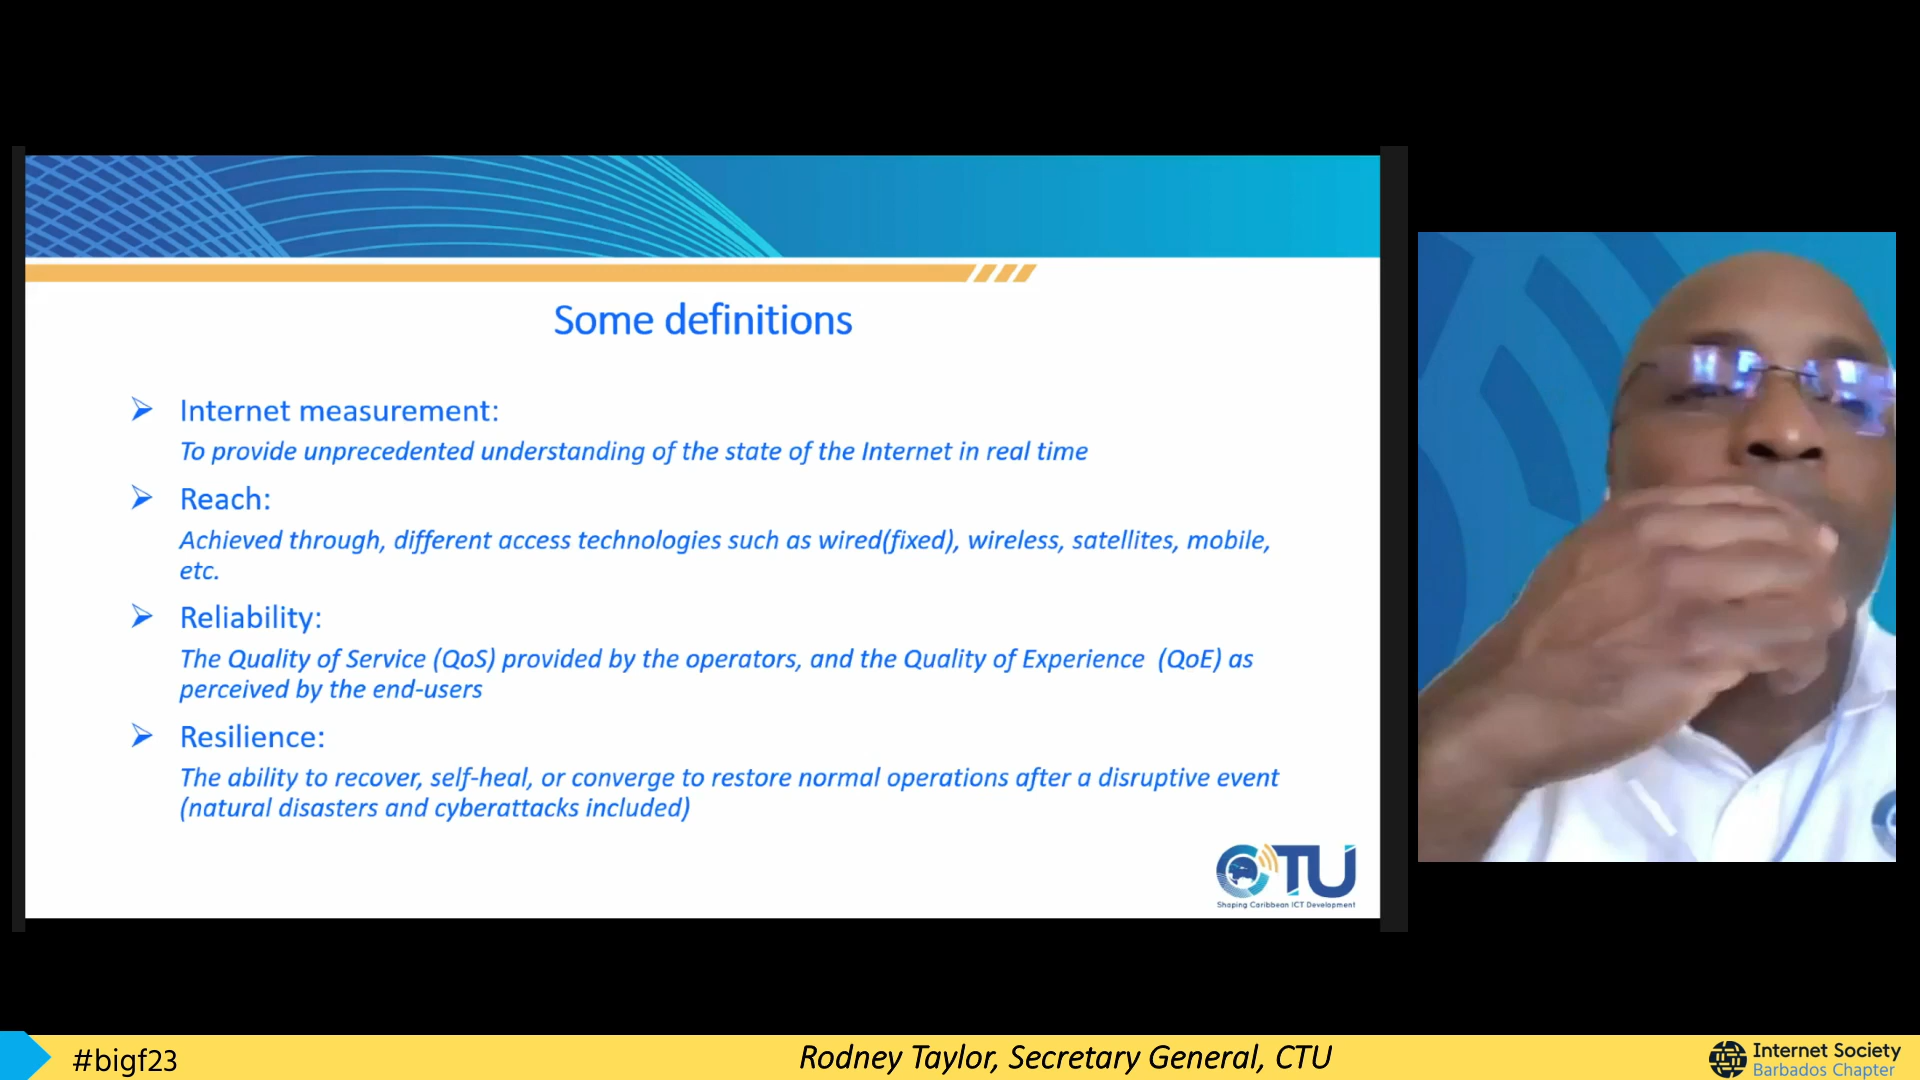 Some definitions
Internet measurement:
To provide unprecedented understanding of the state of the Internet in real time
Reach:
Achieved through, different access technologies such as wired(fixed), wireless, satellites, mobile,
etc.
Reliability:
The Quality of Service (QoS) provided by the operators, and the Quality of Experience (QoE) as
perceived by the end-users
Resilience:
The ability to recover, self-heal, or converge to restore normal operations after a disruptive event
(natural disasters and cyberattacks included)
CTU
Shaping Caribbean ICT Development
#bigf23
Rodney Taylor, Secretary General, CTU
Internet Society
Barbados Chapter